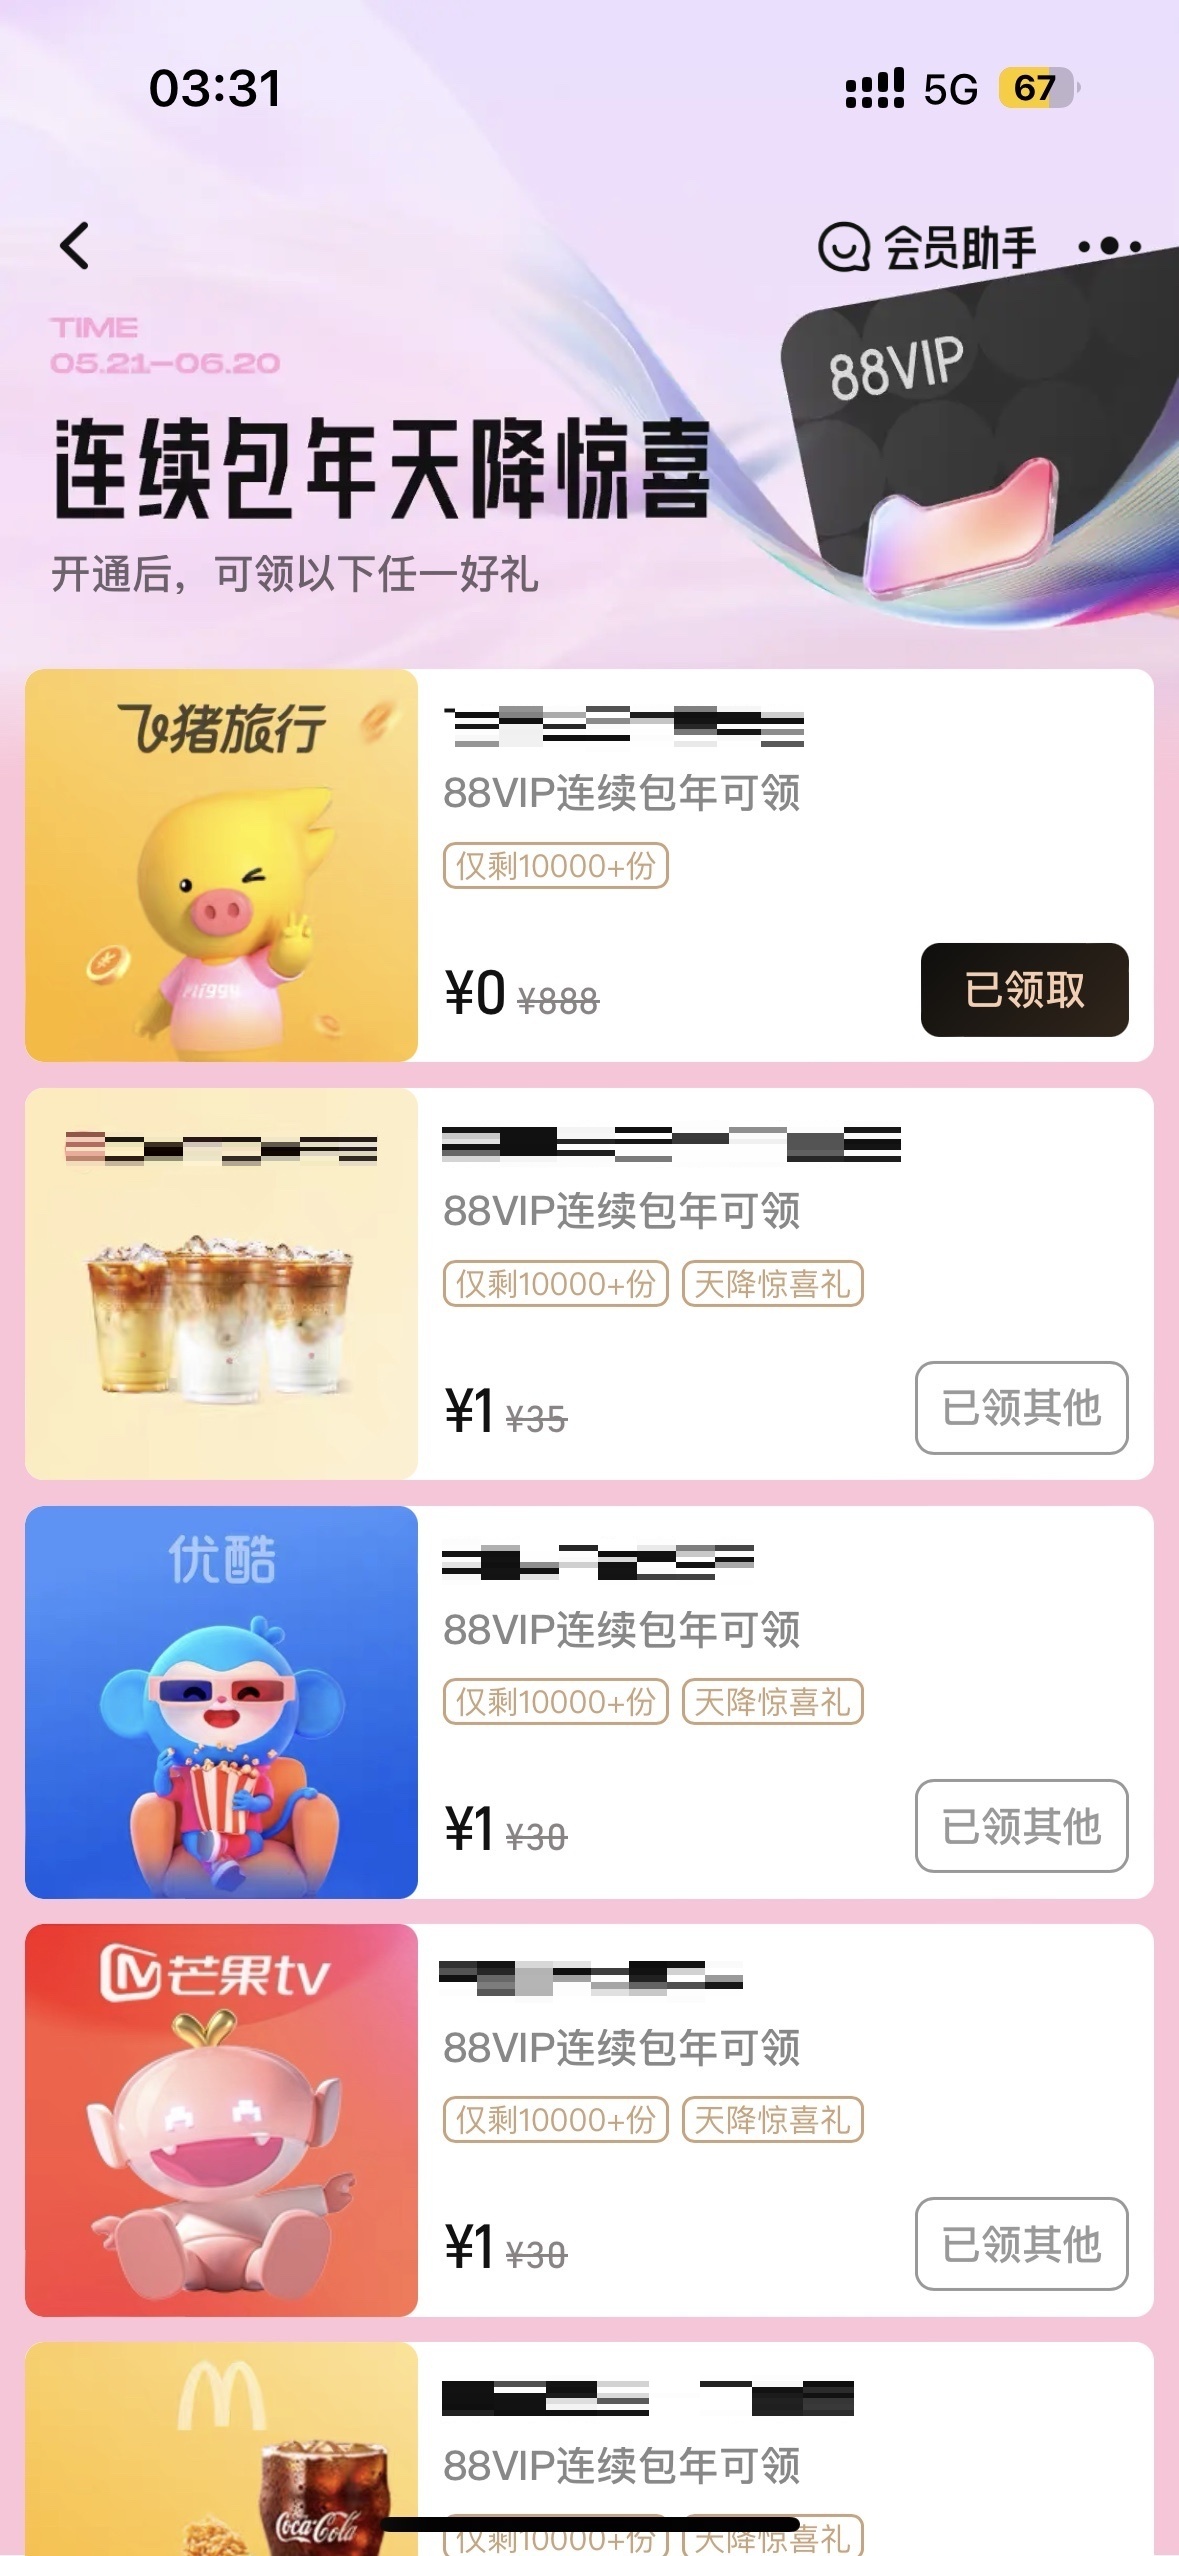 03:31
5G 67
会员助手
TIME
05.21—06.20
88VIP
连续包年天降惊喜
开通后，可领以下任一好礼
飞猪旅行
Fliggy
88VIP连续包年可领
仅剩10000+份
¥0 ¥888
已领取
88VIP连续包年可领
仅剩10000+份 天降惊喜礼
¥1 ¥35
已领其他
优酷
88VIP连续包年可领
仅剩10000+份 天降惊喜礼
¥1 ¥30
已领其他
芒果tv
88VIP连续包年可领
仅剩10000+份 天降惊喜礼
¥1 ¥30
已领其他
88VIP连续包年可领
Coca-Cola
仅剩10000+份 天降惊喜礼